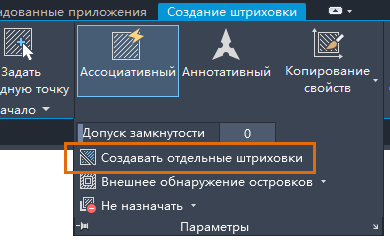 ндованные приложения Создание штриховки
Задать
дную точку
Ассоциативный
Аннотативный
Копирование
свойств
ачало
Допуск замкнутости 0
Создавать отдельные штриховки
Внешнее обнаружение островков
Не назначать
Параметры